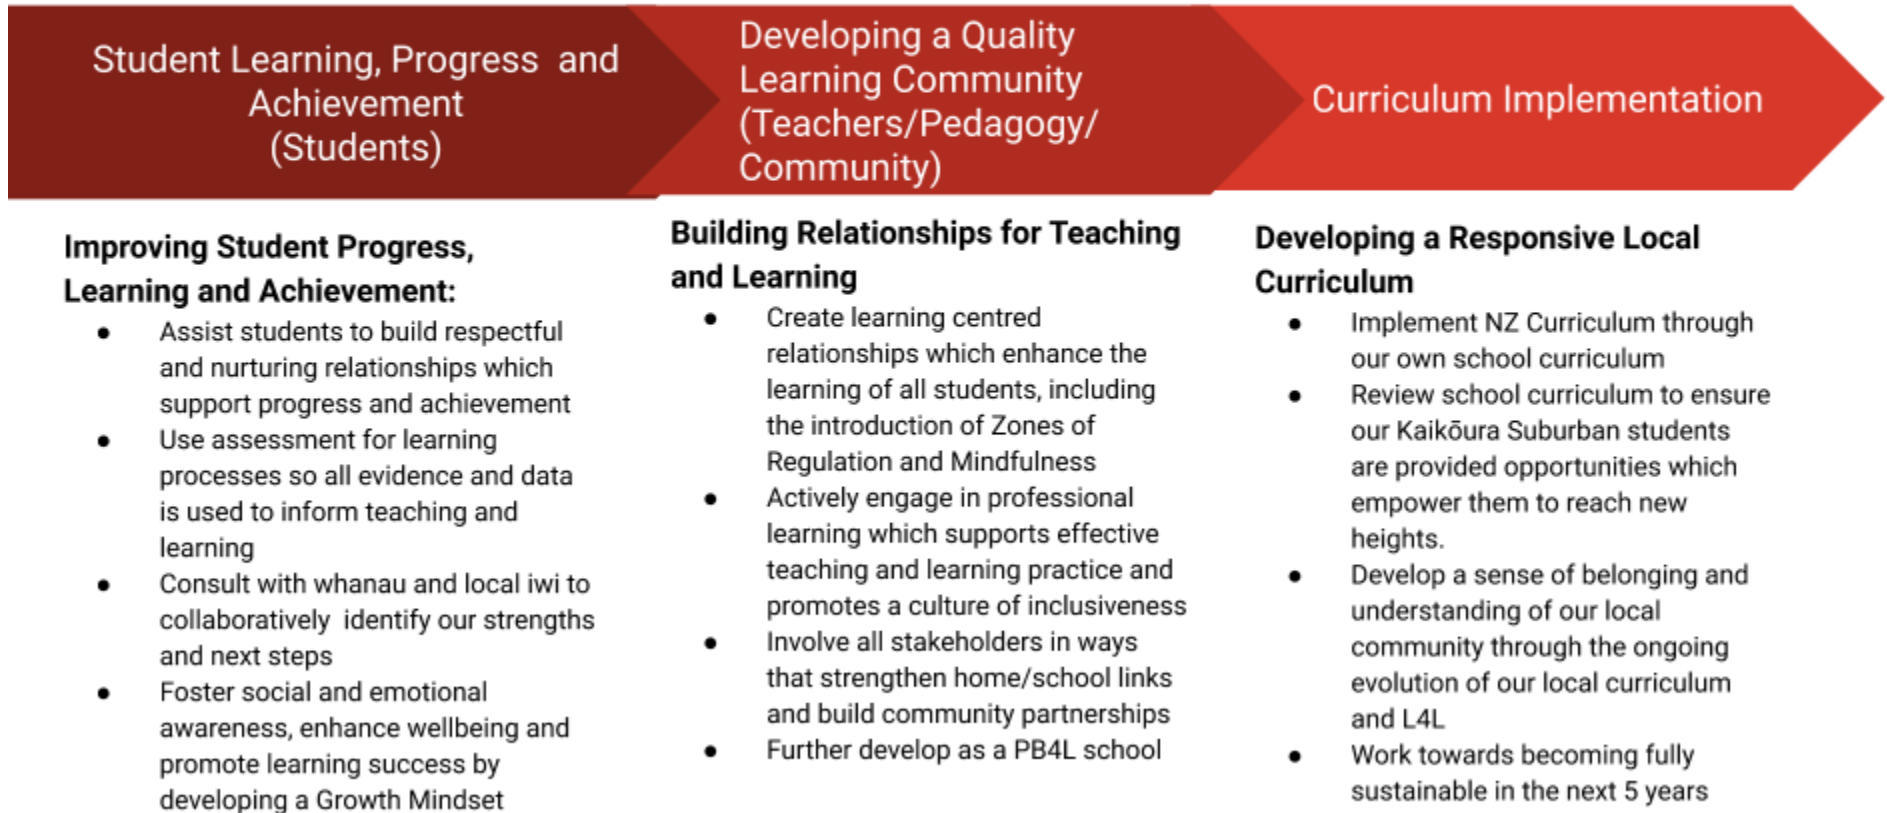 Student Learning, Progress  and
Achievement
(Students)
Developing a Quality
Learning Community
(Teachers/Pedagogy/
Community)
Curriculum Implementation
Improving Student Progress,
Learning and Achievement:
● Assist students to build respectful
and nurturing relationships which
support progress and achievement
● Use assessment for learning
processes so all evidence and data
is used to inform teaching and
learning
● Consult with whanau and local iwi to
collaboratively  identify our strengths
and next steps
● Foster social and emotional
awareness, enhance wellbeing and
promote learning success by
developing a Growth Mindset
Building Relationships for Teaching
and Learning
● Create learning centred
relationships which enhance the
learning of all students, including
the introduction of Zones of
Regulation and Mindfulness
● Actively engage in professional
learning which supports effective
teaching and learning practice and
promotes a culture of inclusiveness
● Involve all stakeholders in ways
that strengthen home/school links
and build community partnerships
● Further develop as a PB4L school
Developing a Responsive Local
Curriculum
● Implement NZ Curriculum through
our own school curriculum
● Review school curriculum to ensure
our Kaikōura Suburban students
are provided opportunities which
empower them to reach new
heights.
● Develop a sense of belonging and
understanding of our local
community through the ongoing
evolution of our local curriculum
and L4L
● Work towards becoming fully
sustainable in the next 5 years